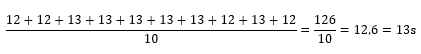 12 + 12 + 13 + 13 + 13 + 13 + 13 + 12 + 13 + 12 / 10 = 126 / 10 = 12,6 = 13s